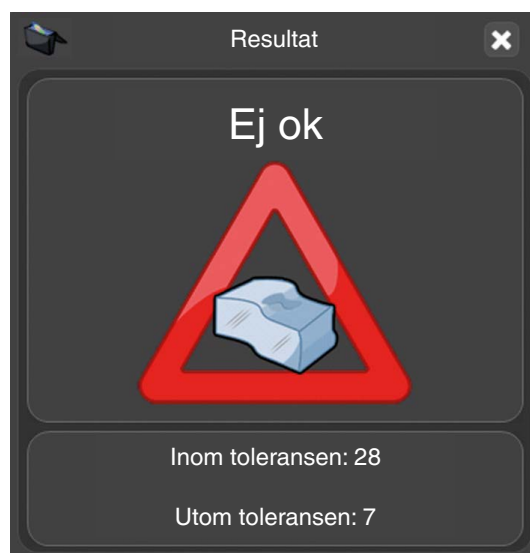 Resultat
Ej ok
Inom toleransen: 28
Utom toleransen: 7